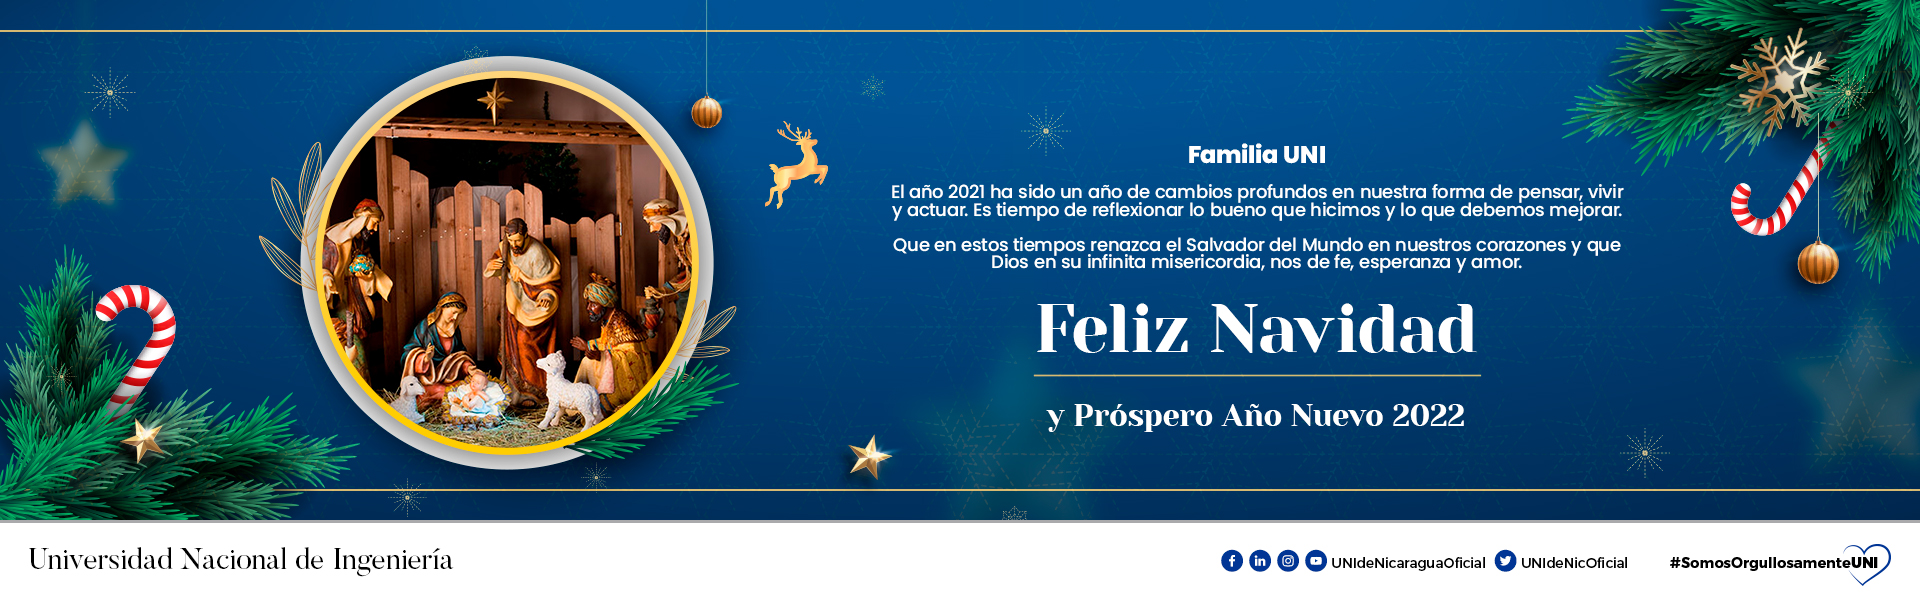 Familia UNI
El año 2021 ha sido un año de cambios profundos en nuestra forma de pensar, vivir
y actuar. Es tiempo de reflexionar lo bueno que hicimos y lo que debemos mejorar.
Que en estos tiempos renazca el Salvador del Mundo en nuestros corazones y que
Dios en su infinita misericordia, nos de fe, esperanza y amor.
Feliz Navidad
y Próspero Año Nuevo 2022
Universidad Nacional de Ingeniería
UNIdeNicaraguaOficial
UNIdeNicOficial
#SomosOrgullosamenteUNI